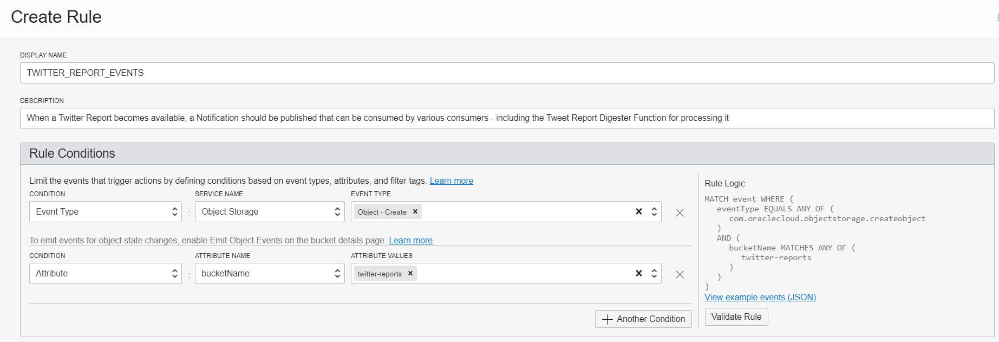 Create Rule
DISPLAY NAME
TWITTER_REPORT_EVENTS
DESCRIPTION
When a Twitter Report becomes available, a Notification should be published that can be consumed by various consumers - including the Tweet Report Digester Function for processing it
Rule Conditions
Limit the events that trigger actions by defining conditions based on event types, attributes, and filter tags. Learn more
CONDITION SERVICE NAME EVENT TYPE
Event Type : Object Storage Object - Create ×
To emit events for object state changes, enable Emit Object Events on the bucket details page. Learn more.
CONDITION ATTRIBUTE NAME ATTRIBUTE VALUES
Attribute : bucketName twitter-reports ×
Another Condition
Rule Logic
MATCH event WHERE (
eventType EQUALS ANY OF (
com.oraclecloud.objectstorage.createobject
)
AND (
bucketName MATCHES ANY OF (
twitter-reports
)
)
)
View example events (JSON)
Validate Rule